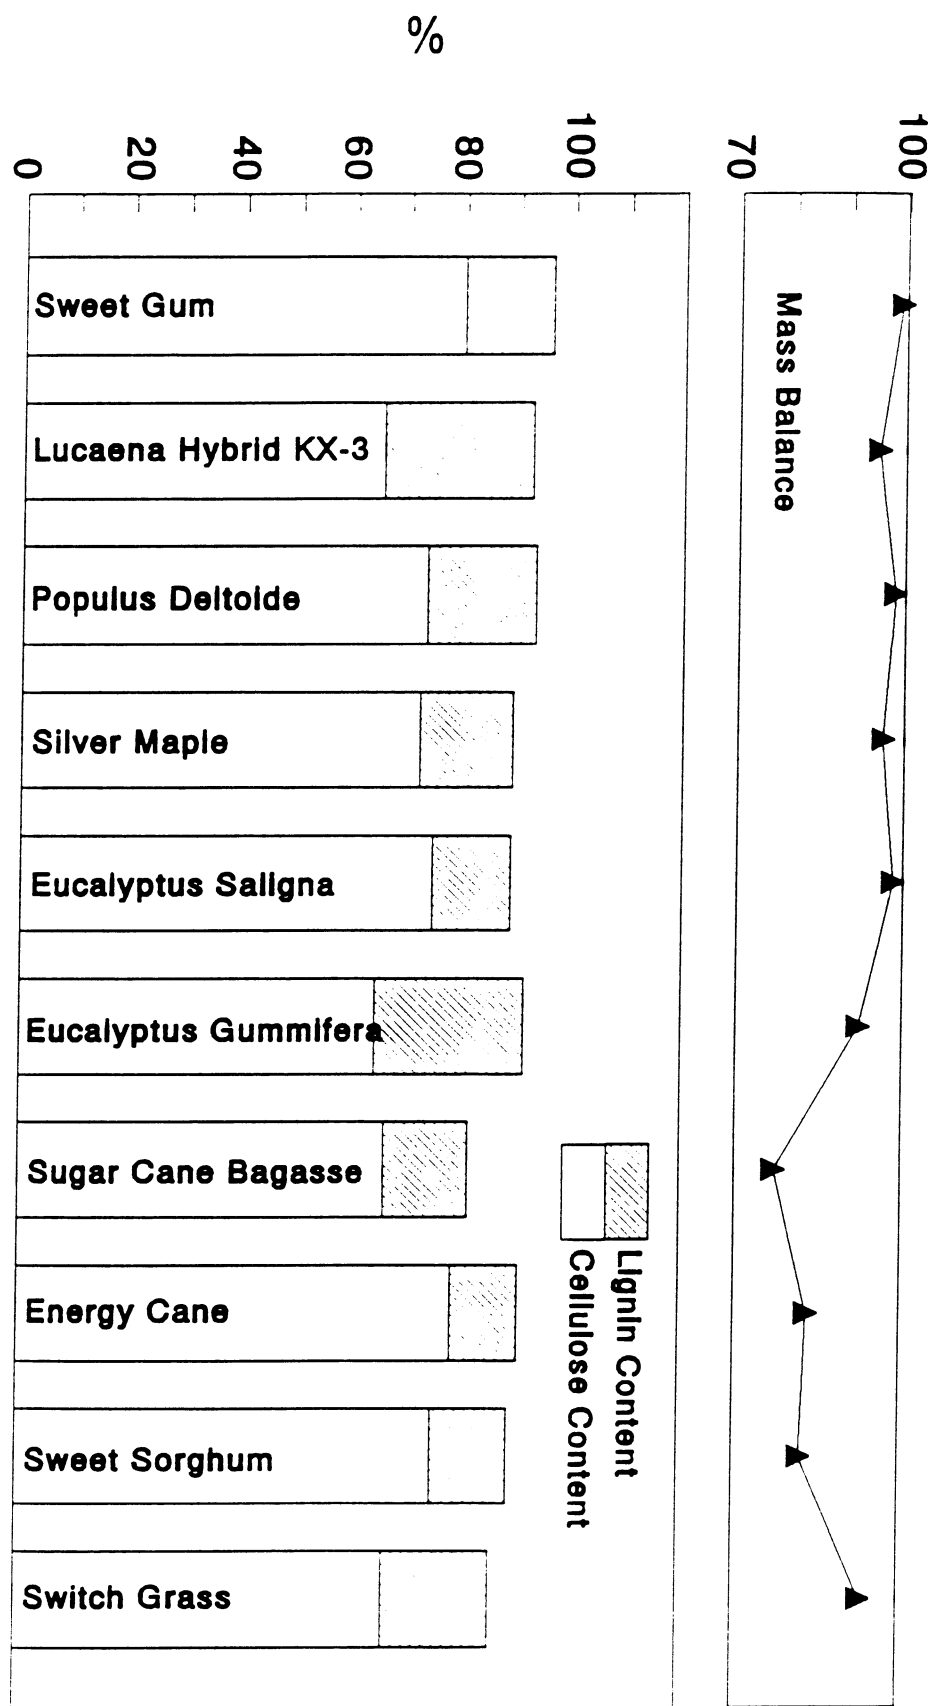 %
0
20
40
60
80
100
70
100
Mass Balance
Sweet Gum
Lucaena Hybrid KX-3
Populus Deltoide
Silver Maple
Eucalyptus Saligna
Eucalyptus Gummifera
Sugar Cane Bagasse
Energy Cane
Sweet Sorghum
Switch Grass
Lignin Content
Cellulose Content